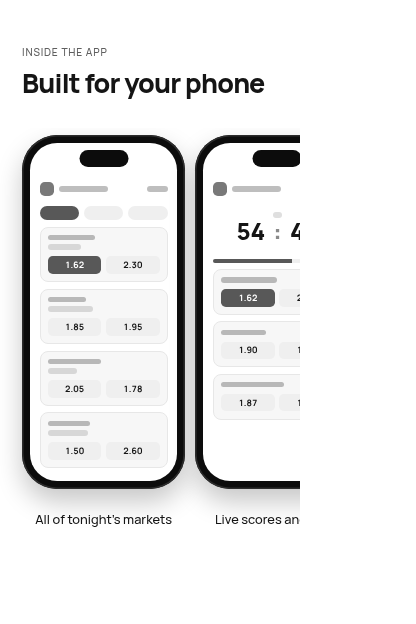 INSIDE THE APP
Built for your phone
1.62 2.30
1.85 1.95
2.05 1.78
1.50 2.60
All of tonight's markets
54 :
1.62
1.90
1.87
Live scores